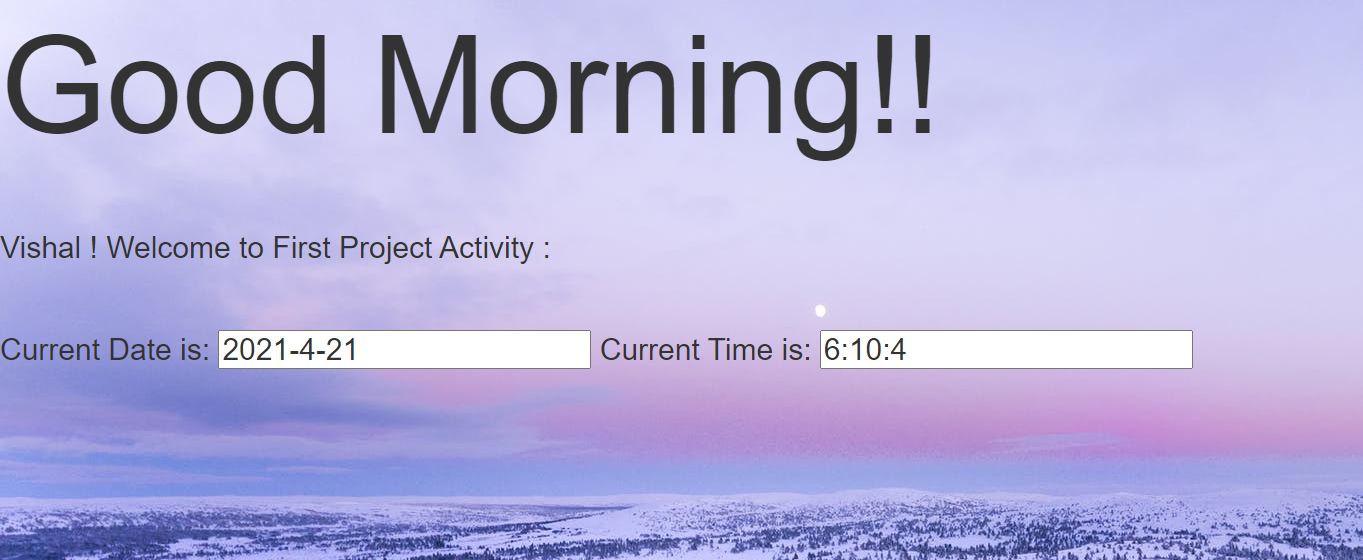 Good Morning!!
Vishal ! Welcome to First Project Activity :
Current Date is: 2021-4-21 Current Time is: 6:10:4